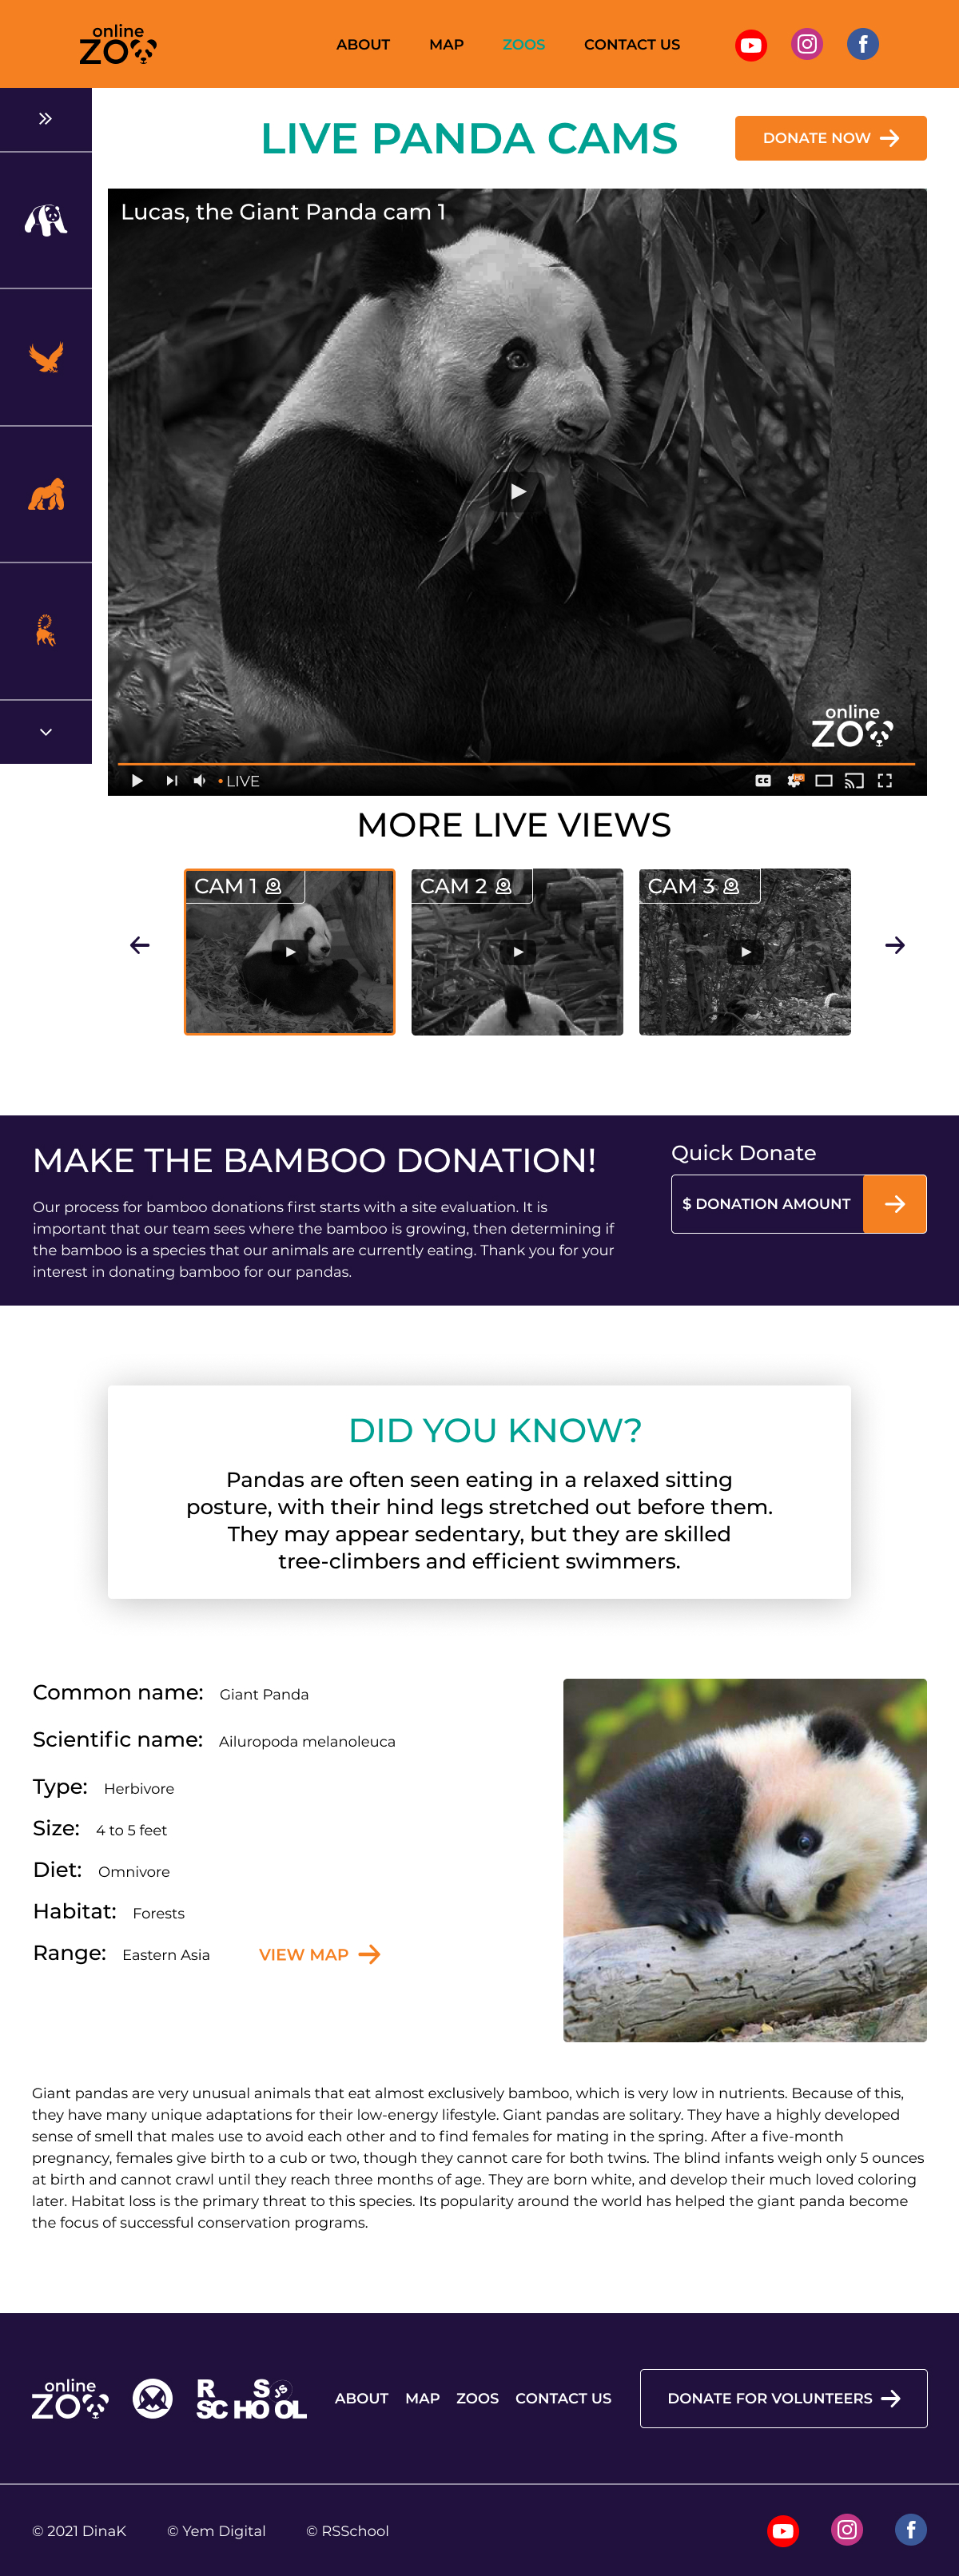 online
ZOO
ABOUT MAP ZOOS CONTACT US
LIVE PANDA CAMS
DONATE NOW
Lucas, the Giant Panda cam 1
online
ZOO
• LIVE
CC
HD
MORE LIVE VIEWS
CAM 1
CAM 2
CAM 3
MAKE THE BAMBOO DONATION!
Our process for bamboo donations first starts with a site evaluation. It is
important that our team sees where the bamboo is growing, then determining if
the bamboo is a species that our animals are currently eating. Thank you for your
interest in donating bamboo for our pandas.
Quick Donate
$ DONATION AMOUNT
DID YOU KNOW?
Pandas are often seen eating in a relaxed sitting
posture, with their hind legs stretched out before them.
They may appear sedentary, but they are skilled
tree-climbers and efficient swimmers.
Common name: Giant Panda
Scientific name: Ailuropoda melanoleuca
Type: Herbivore
Size: 4 to 5 feet
Diet: Omnivore
Habitat: Forests
Range: Eastern Asia
VIEW MAP
Giant pandas are very unusual animals that eat almost exclusively bamboo, which is very low in nutrients. Because of this,
they have many unique adaptations for their low-energy lifestyle. Giant pandas are solitary. They have a highly developed
sense of smell that males use to avoid each other and to find females for mating in the spring. After a five-month
pregnancy, females give birth to a cub or two, though they cannot care for both twins. The blind infants weigh only 5 ounces
at birth and cannot crawl until they reach three months of age. They are born white, and develop their much loved coloring
later. Habitat loss is the primary threat to this species. Its popularity around the world has helped the giant panda become
the focus of successful conservation programs.
online
ZOO
R S JS
SCHOOL
ABOUT MAP ZOOS CONTACT US
DONATE FOR VOLUNTEERS
© 2021 DinaK © Yem Digital © RSSchool